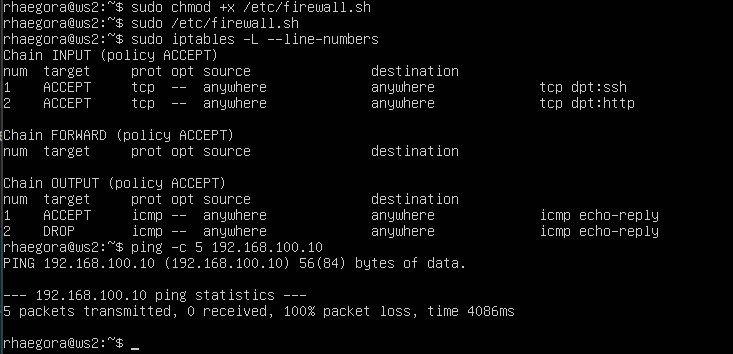 rhaegora@ws2:~$ sudo chmod +x /etc/firewall.sh
rhaegora@ws2:~$ sudo /etc/firewall.sh
rhaegora@ws2:~$ sudo iptables -L --line-numbers
Chain INPUT (policy ACCEPT)
num  target     prot opt source               destination
1    ACCEPT     tcp  --  anywhere             anywhere             tcp dpt:ssh
2    ACCEPT     tcp  --  anywhere             anywhere             tcp dpt:http
Chain FORWARD (policy ACCEPT)
num  target     prot opt source               destination
Chain OUTPUT (policy ACCEPT)
num  target     prot opt source               destination
1    ACCEPT     icmp --  anywhere             anywhere             icmp echo-reply
2    DROP       icmp --  anywhere             anywhere             icmp echo-reply
rhaegora@ws2:~$ ping -c 5 192.168.100.10
PING 192.168.100.10 (192.168.100.10) 56(84) bytes of data.
--- 192.168.100.10 ping statistics ---
5 packets transmitted, 0 received, 100% packet loss, time 4086ms
rhaegora@ws2:~$ _